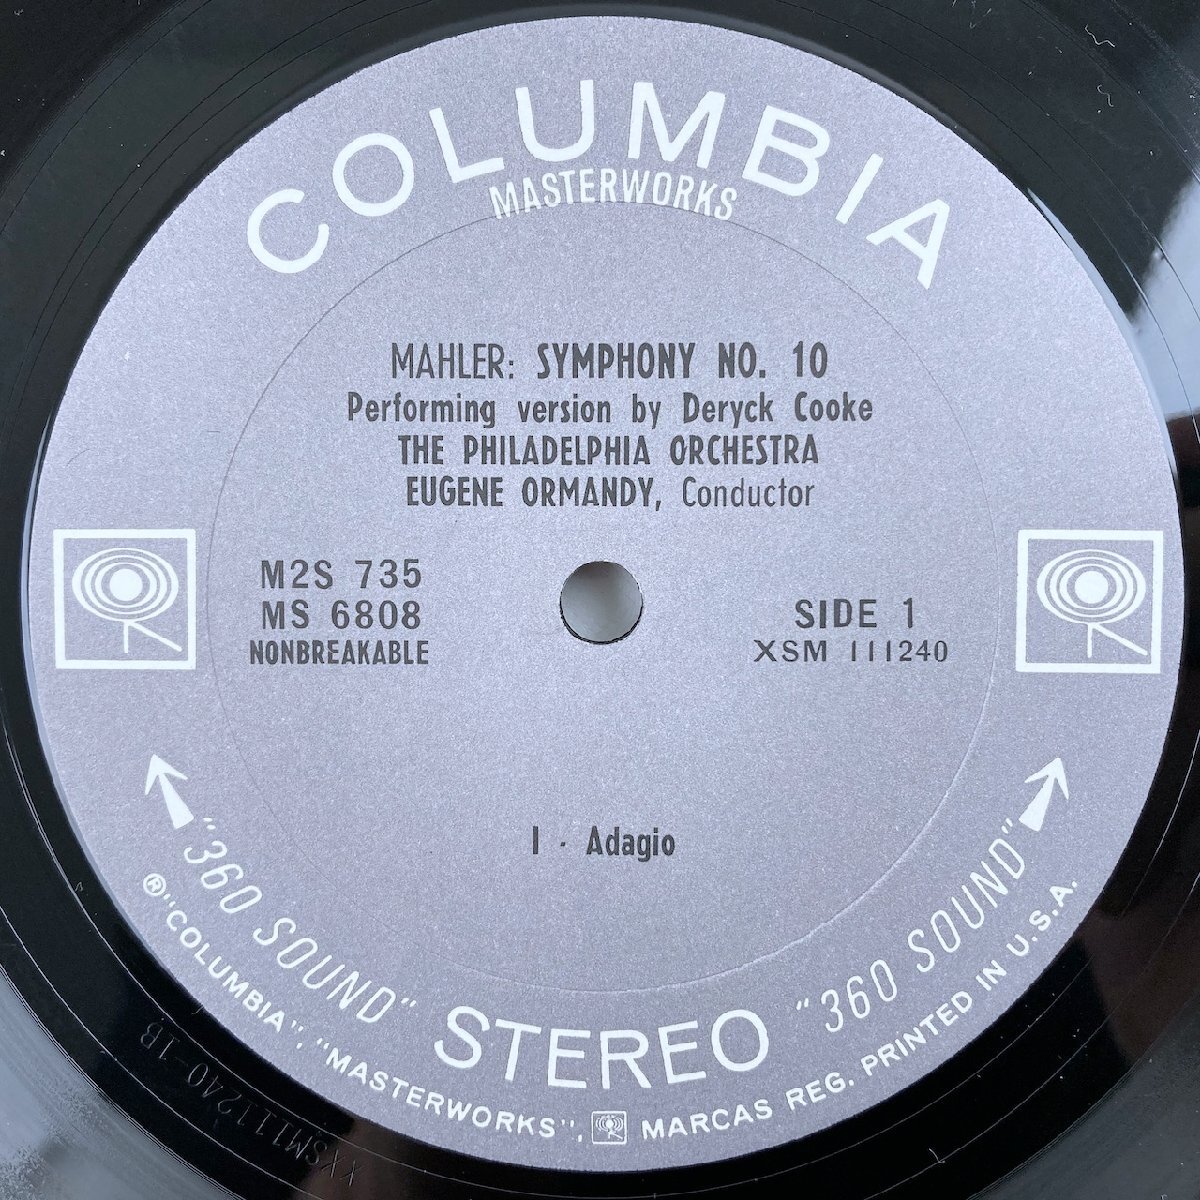 COLUMBIA
MASTERWORKS
MAHLER: SYMPHONY NO. 10
Performing version by Deryck Cooke
THE PHILADELPHIA ORCHESTRA
EUGENE ORMANDY, Conductor
M2S 735
MS 6808
NONBREAKABLE
SIDE 1
XSM 111240
I · Adagio
"360 SOUND" STEREO "360 SOUND"
®"COLUMBIA", "MASTERWORKS", MARCAS REG. PRINTED IN U.S.A.
XXSM111240-1B